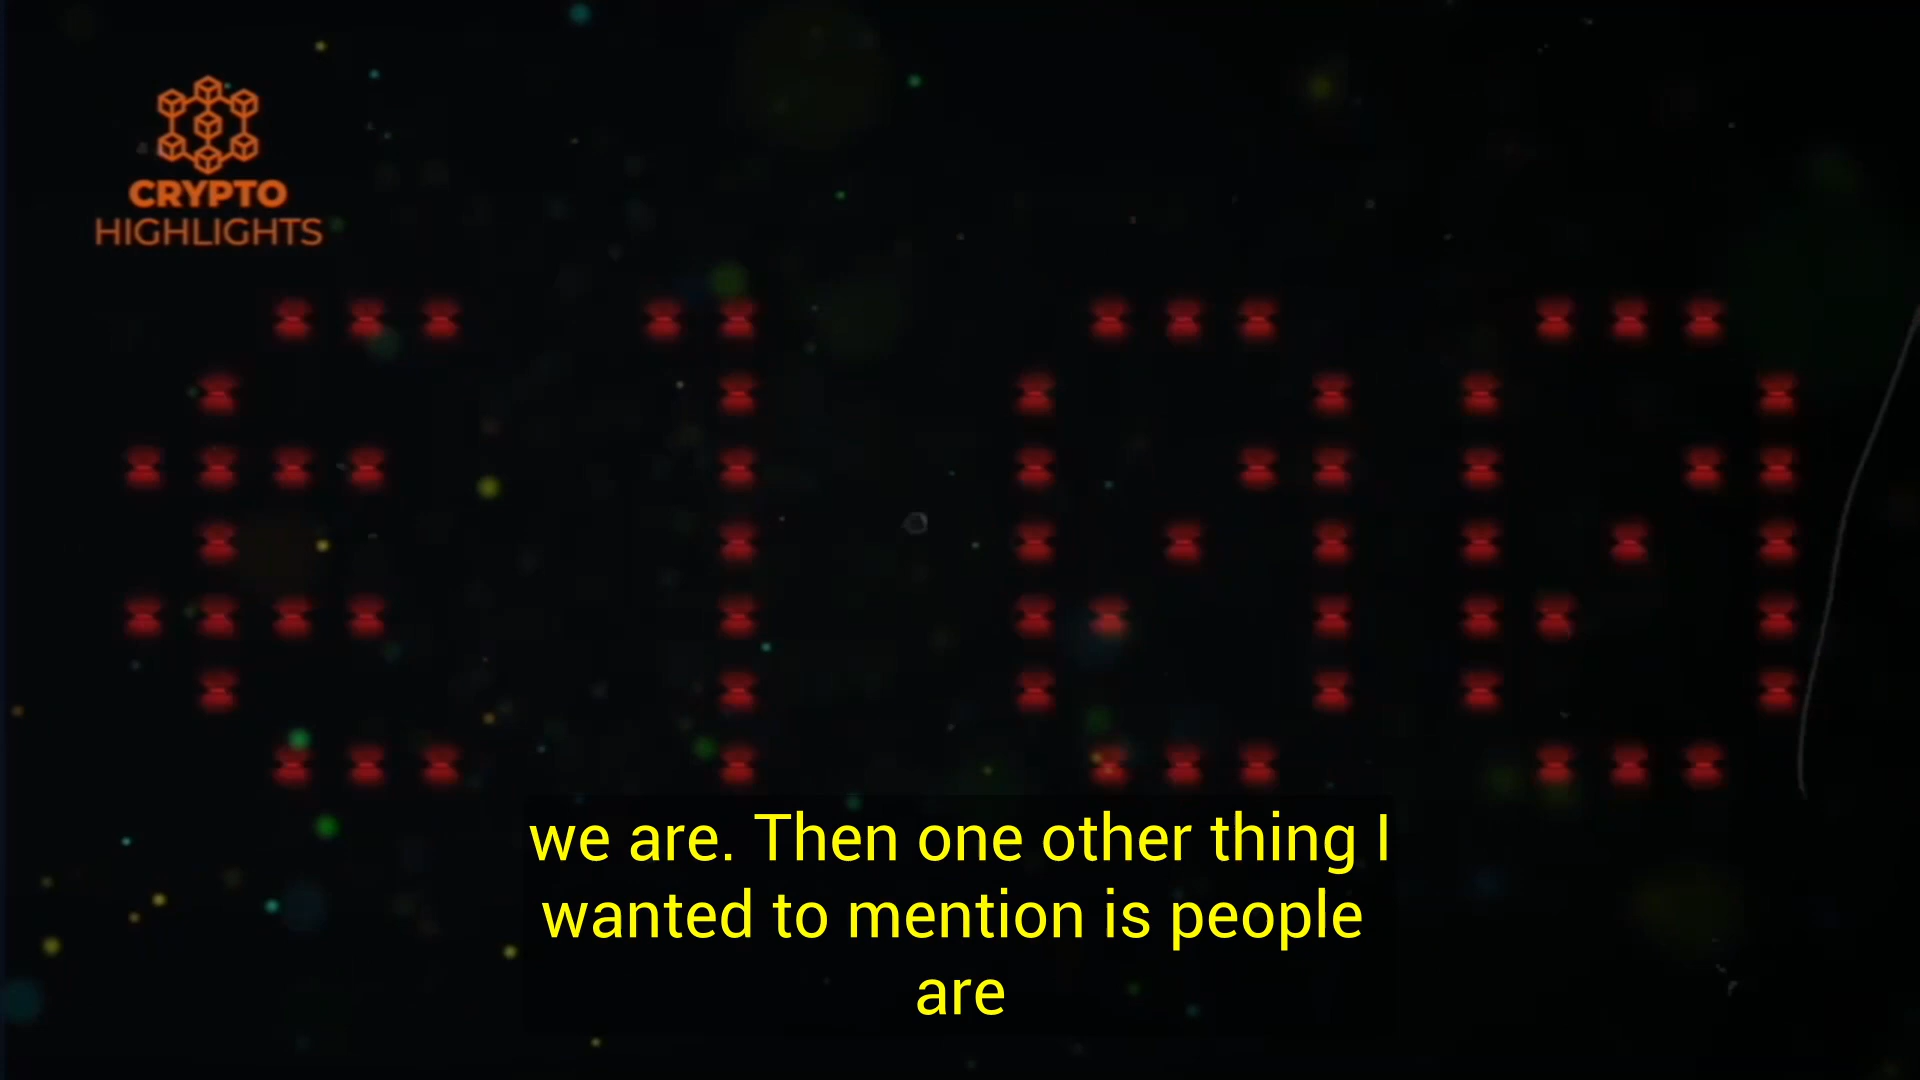 CRYPTO
HIGHLIGHTS
€100
we are. Then one other thing I
wanted to mention is people
are